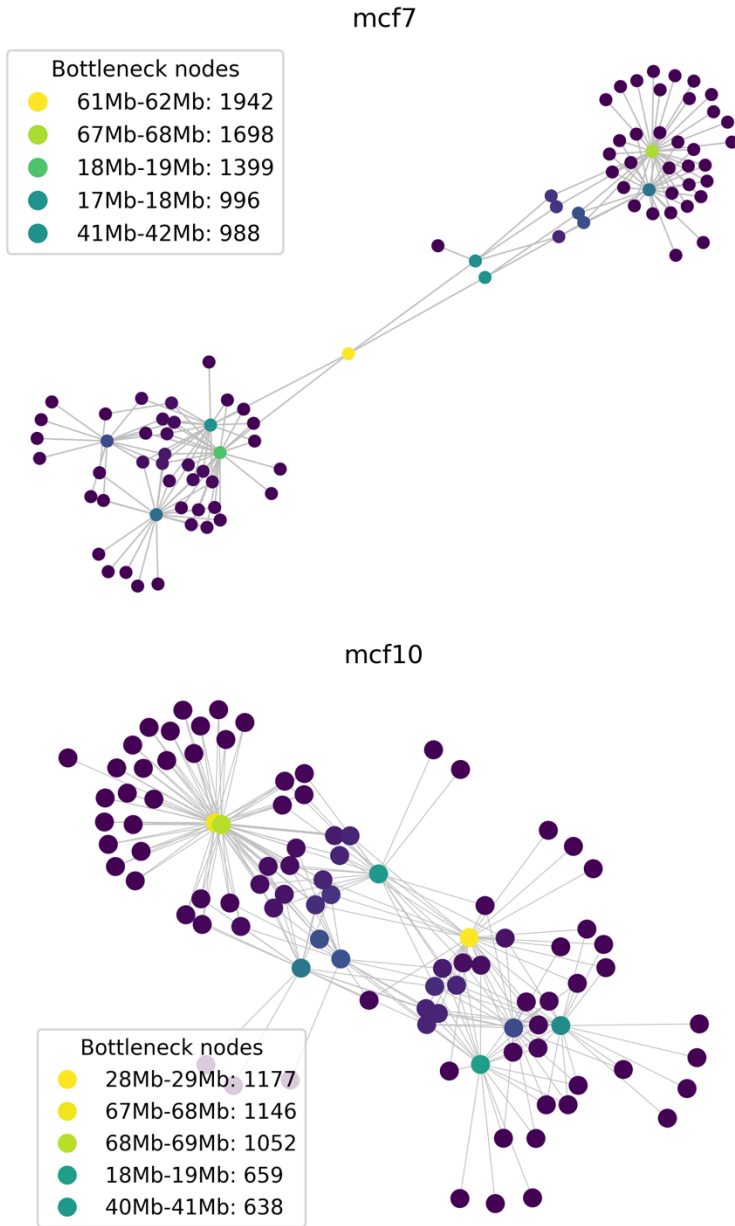 mcf7
Bottleneck nodes
61Mb-62Mb: 1942
67Mb-68Mb: 1698
18Mb-19Mb: 1399
17Mb-18Mb: 996
41Mb-42Mb: 988
mcf10
Bottleneck nodes
28Mb-29Mb: 1177
67Mb-68Mb: 1146
68Mb-69Mb: 1052
18Mb-19Mb: 659
40Mb-41Mb: 638